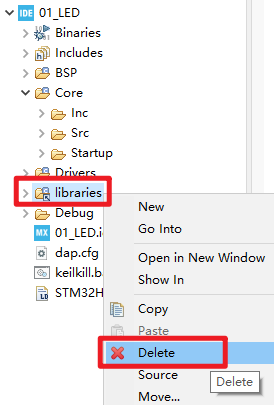 IDE 01_LED
Binaries
Includes
BSP
Core
Inc
Src
Startup
Drivers
libraries
Debug
MX 01_LED.i
dap.cfg
keilkill.b
LD STM32H
New
Go Into
Open in New Window
Show In
Copy
Paste
Delete
Source
Move...
Delete